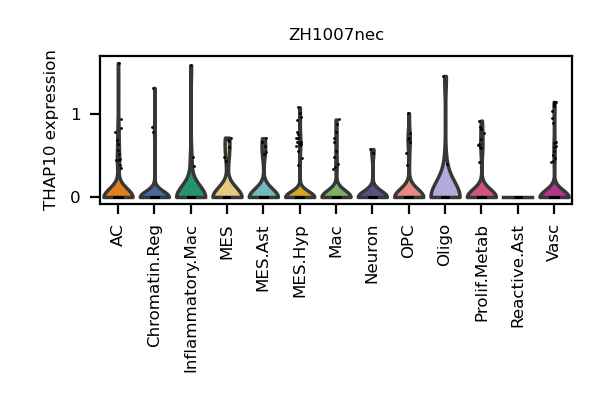 ZH1007nec
THAP10 expression
1
0
AC
Chromatin.Reg
Inflammatory.Mac
MES
MES.Ast
MES.Hyp
Mac
Neuron
OPC
Oligo
Prolif.Metab
Reactive.Ast
Vasc